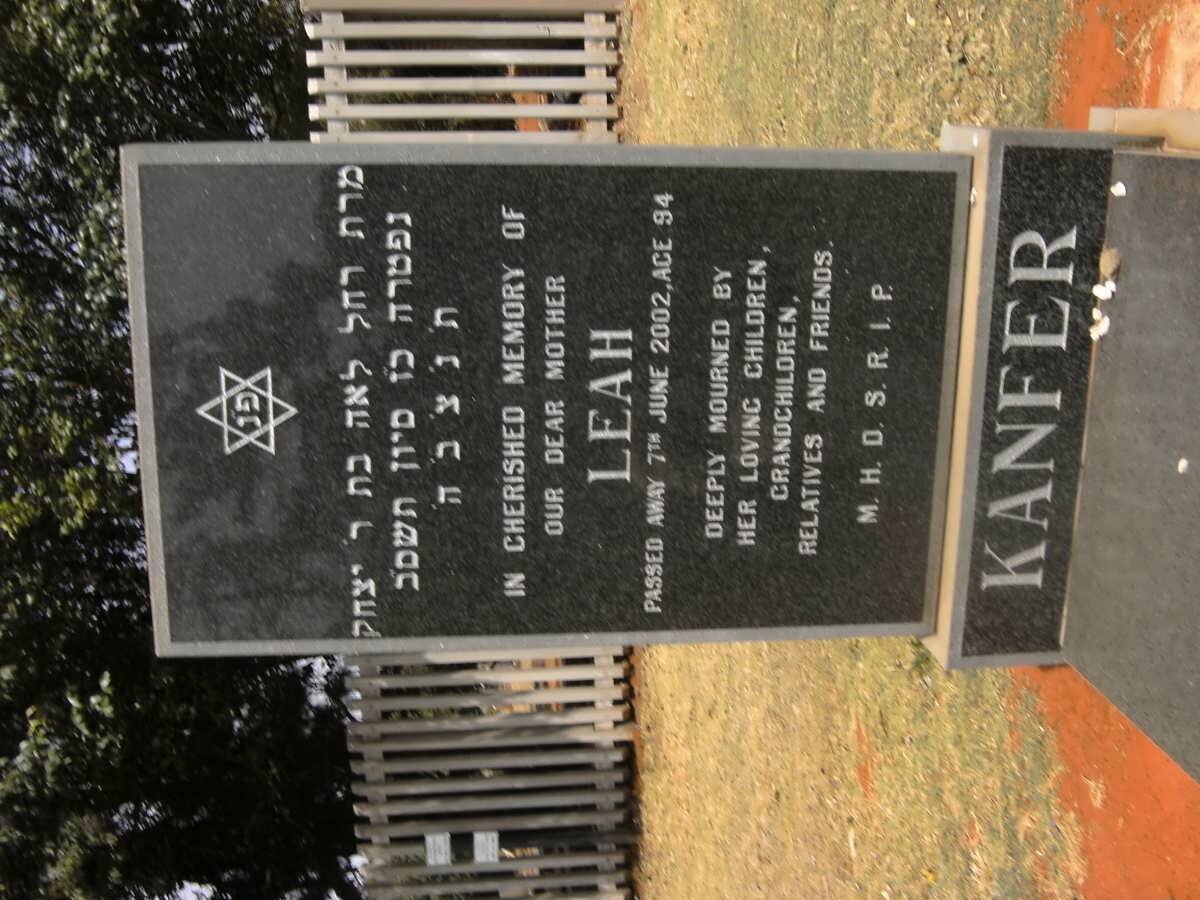 פנ
מרת רחל לאה בת ר׳ יצחק
נפטרה כז סיון תשסב
ת׳ נ׳ צ׳ ב׳ ה׳
IN CHERISHED MEMORY OF
OUR DEAR MOTHER
LEAH
PASSED AWAY 7TH JUNE 2002,AGE 94
DEEPLY MOURNED BY
HER LOVING CHILDREN,
GRANDCHILDREN,
RELATIVES AND FRIENDS.
M. H. D. S. R. I. P.
KANFER